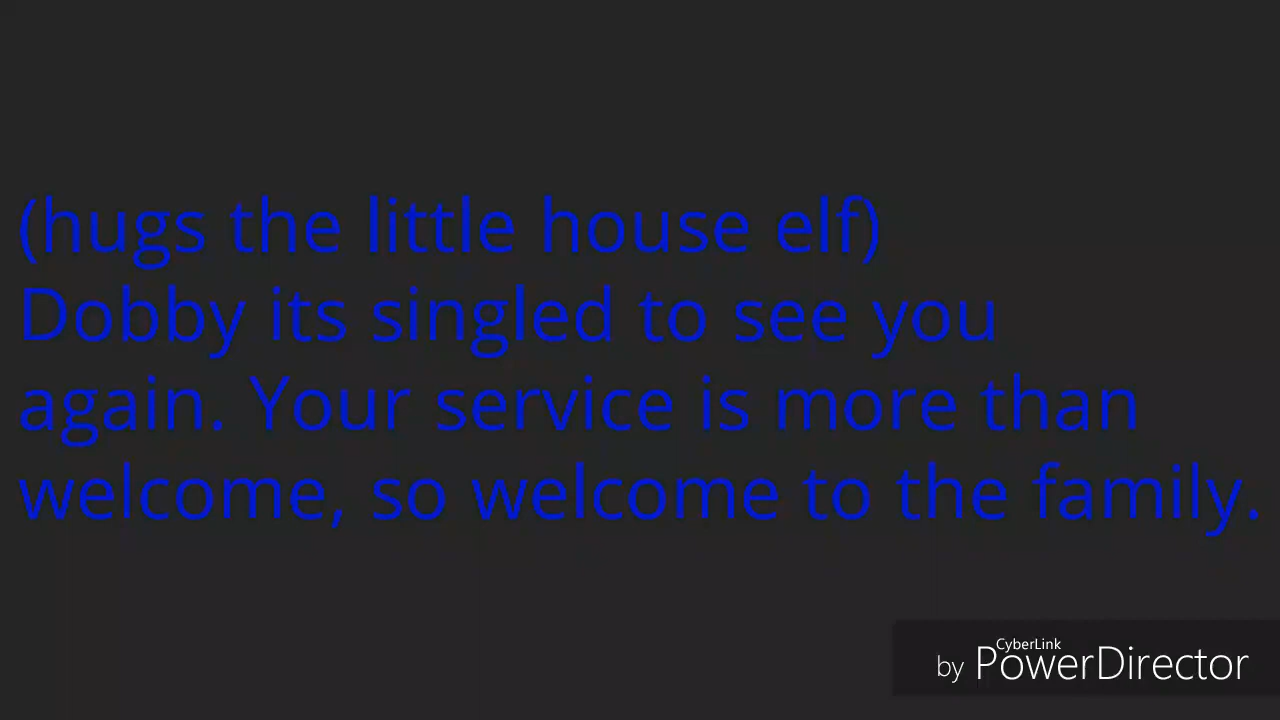 (hugs the little house elf)
Dobby its singled to see you
again. Your service is more than
welcome, so welcome to the family.
CyberLink
by PowerDirector